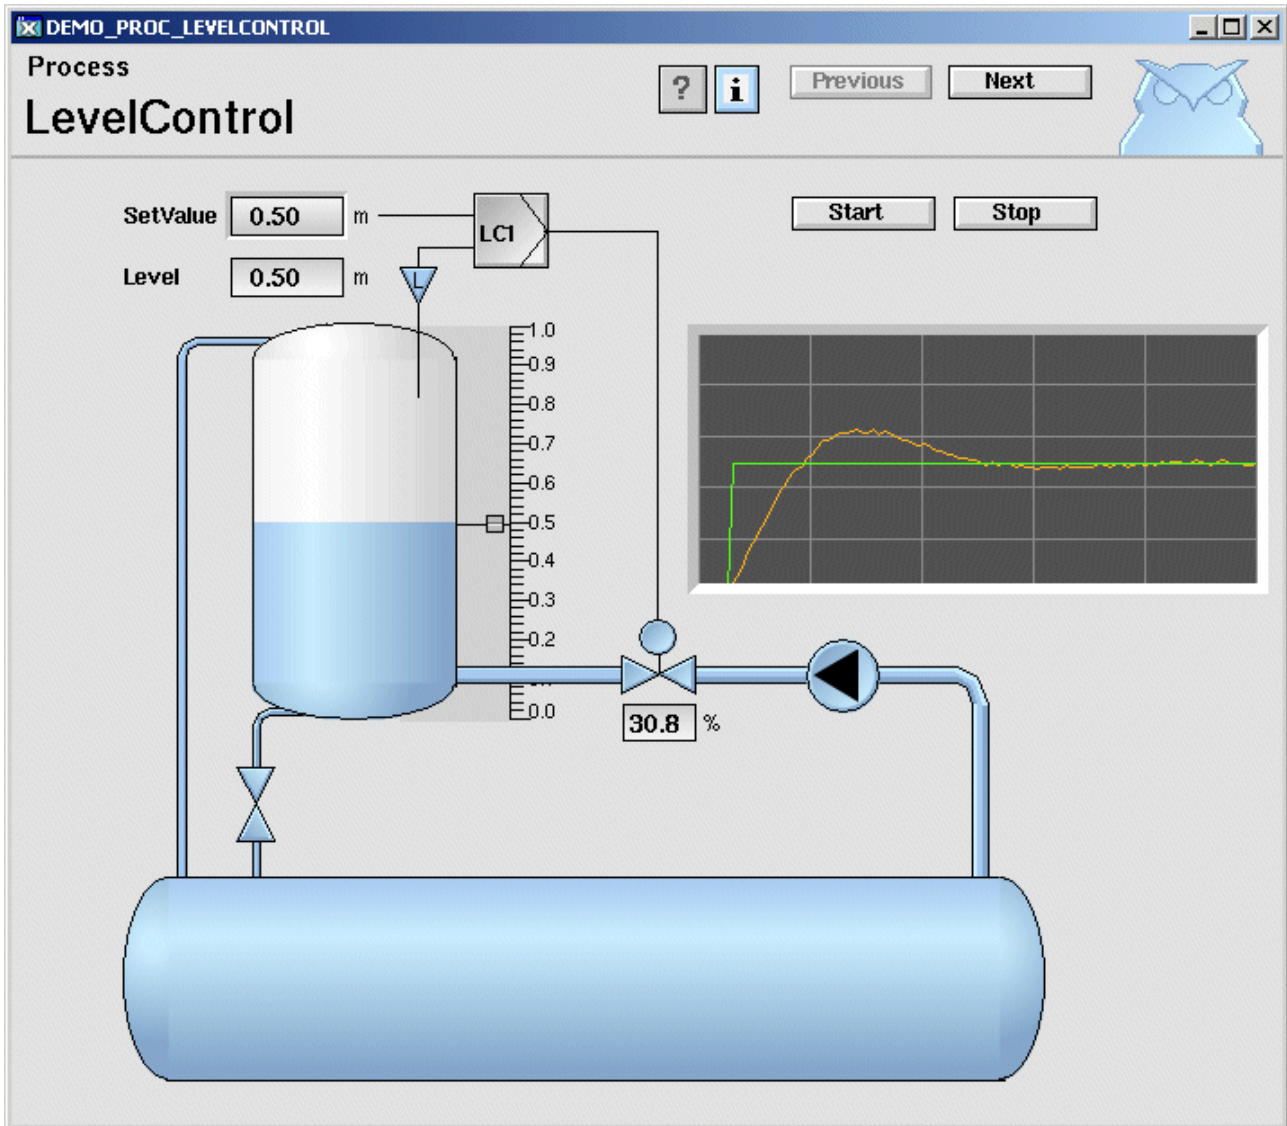 DEMO_PROC_LEVELCONTROL
Process
LevelControl
? i Previous Next
SetValue 0.50 m
LC1
Start Stop
Level 0.50 m
L
1.0
0.9
0.8
0.7
0.6
0.5
0.4
0.3
0.2
0.0
30.8 %